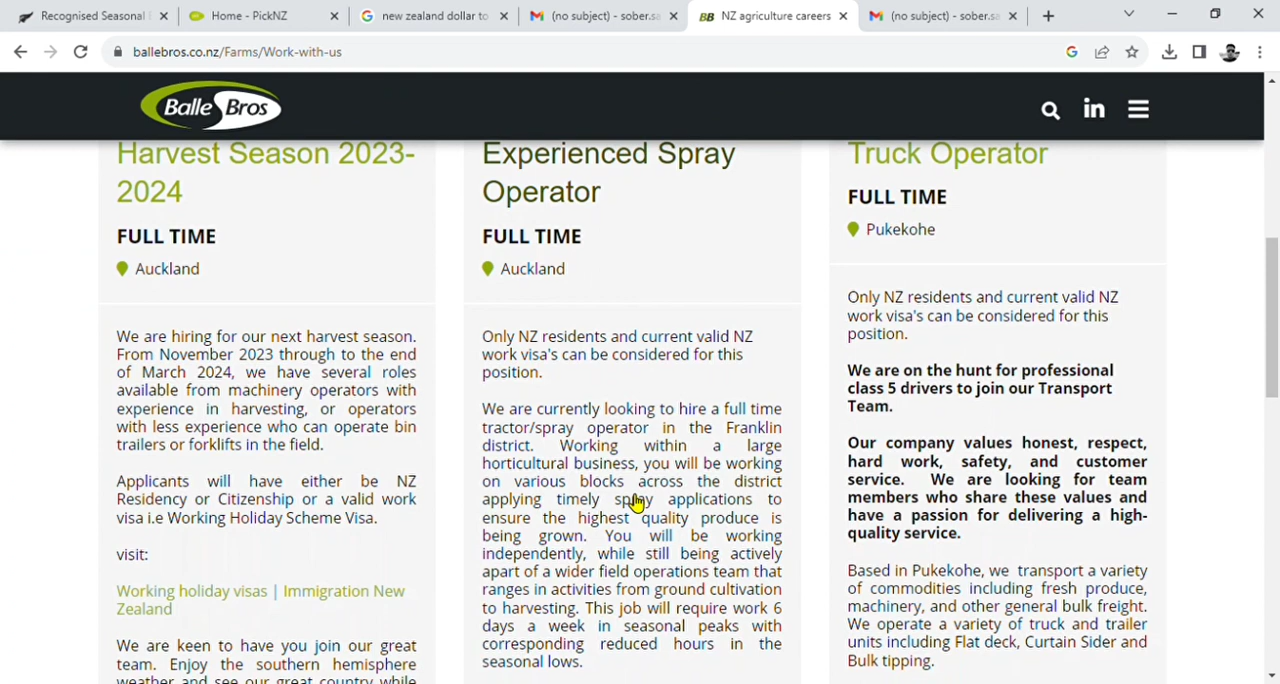 Recognised Seasonal E
Home - PickNZ
new zealand dollar to
(no subject) - sober.sa
BB NZ agriculture careers
(no subject) - sober.sa
ballebros.co.nz/Farms/Work-with-us
Balle Bros
Harvest Season 2023-
2024
FULL TIME
Auckland
We are hiring for our next harvest season.
From November 2023 through to the end
of March 2024, we have several roles
available from machinery operators with
experience in harvesting, or operators
with less experience who can operate bin
trailers or forklifts in the field.
Applicants will have either be NZ
Residency or Citizenship or a valid work
visa i.e Working Holiday Scheme Visa.
visit:
Working holiday visas | Immigration New
Zealand
We are keen to have you join our great
team. Enjoy the southern hemisphere
weather and see our great country while
Experienced Spray
Operator
FULL TIME
Auckland
Only NZ residents and current valid NZ
work visa's can be considered for this
position.
We are currently looking to hire a full time
tractor/spray operator in the Franklin
district. Working within a large
horticultural business, you will be working
on various blocks across the district
applying timely spray applications to
ensure the highest quality produce is
being grown. You will be working
independently, while still being actively
apart of a wider field operations team that
ranges in activities from ground cultivation
to harvesting. This job will require work 6
days a week in seasonal peaks with
corresponding reduced hours in the
seasonal lows.
Truck Operator
FULL TIME
Pukekohe
Only NZ residents and current valid NZ
work visa's can be considered for this
position.
We are on the hunt for professional
class 5 drivers to join our Transport
Team.
Our company values honest, respect,
hard work, safety, and customer
service. We are looking for team
members who share these values and
have a passion for delivering a high-
quality service.
Based in Pukekohe, we transport a variety
of commodities including fresh produce,
machinery, and other general bulk freight.
We operate a variety of truck and trailer
units including Flat deck, Curtain Sider and
Bulk tipping.